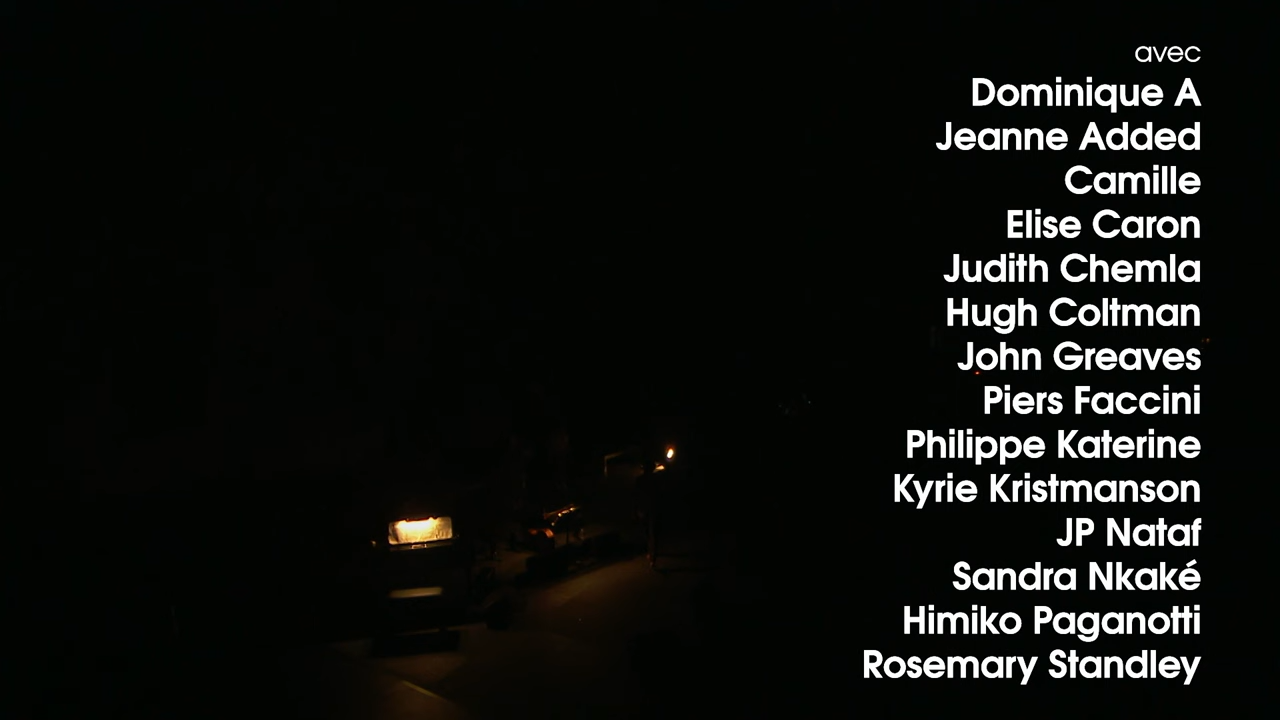 avec
Dominique A
Jeanne Added
Camille
Elise Caron
Judith Chemla
Hugh Coltman
John Greaves
Piers Faccini
Philippe Katerine
Kyrie Kristmanson
JP Nataf
Sandra Nkaké
Himiko Paganotti
Rosemary Standley